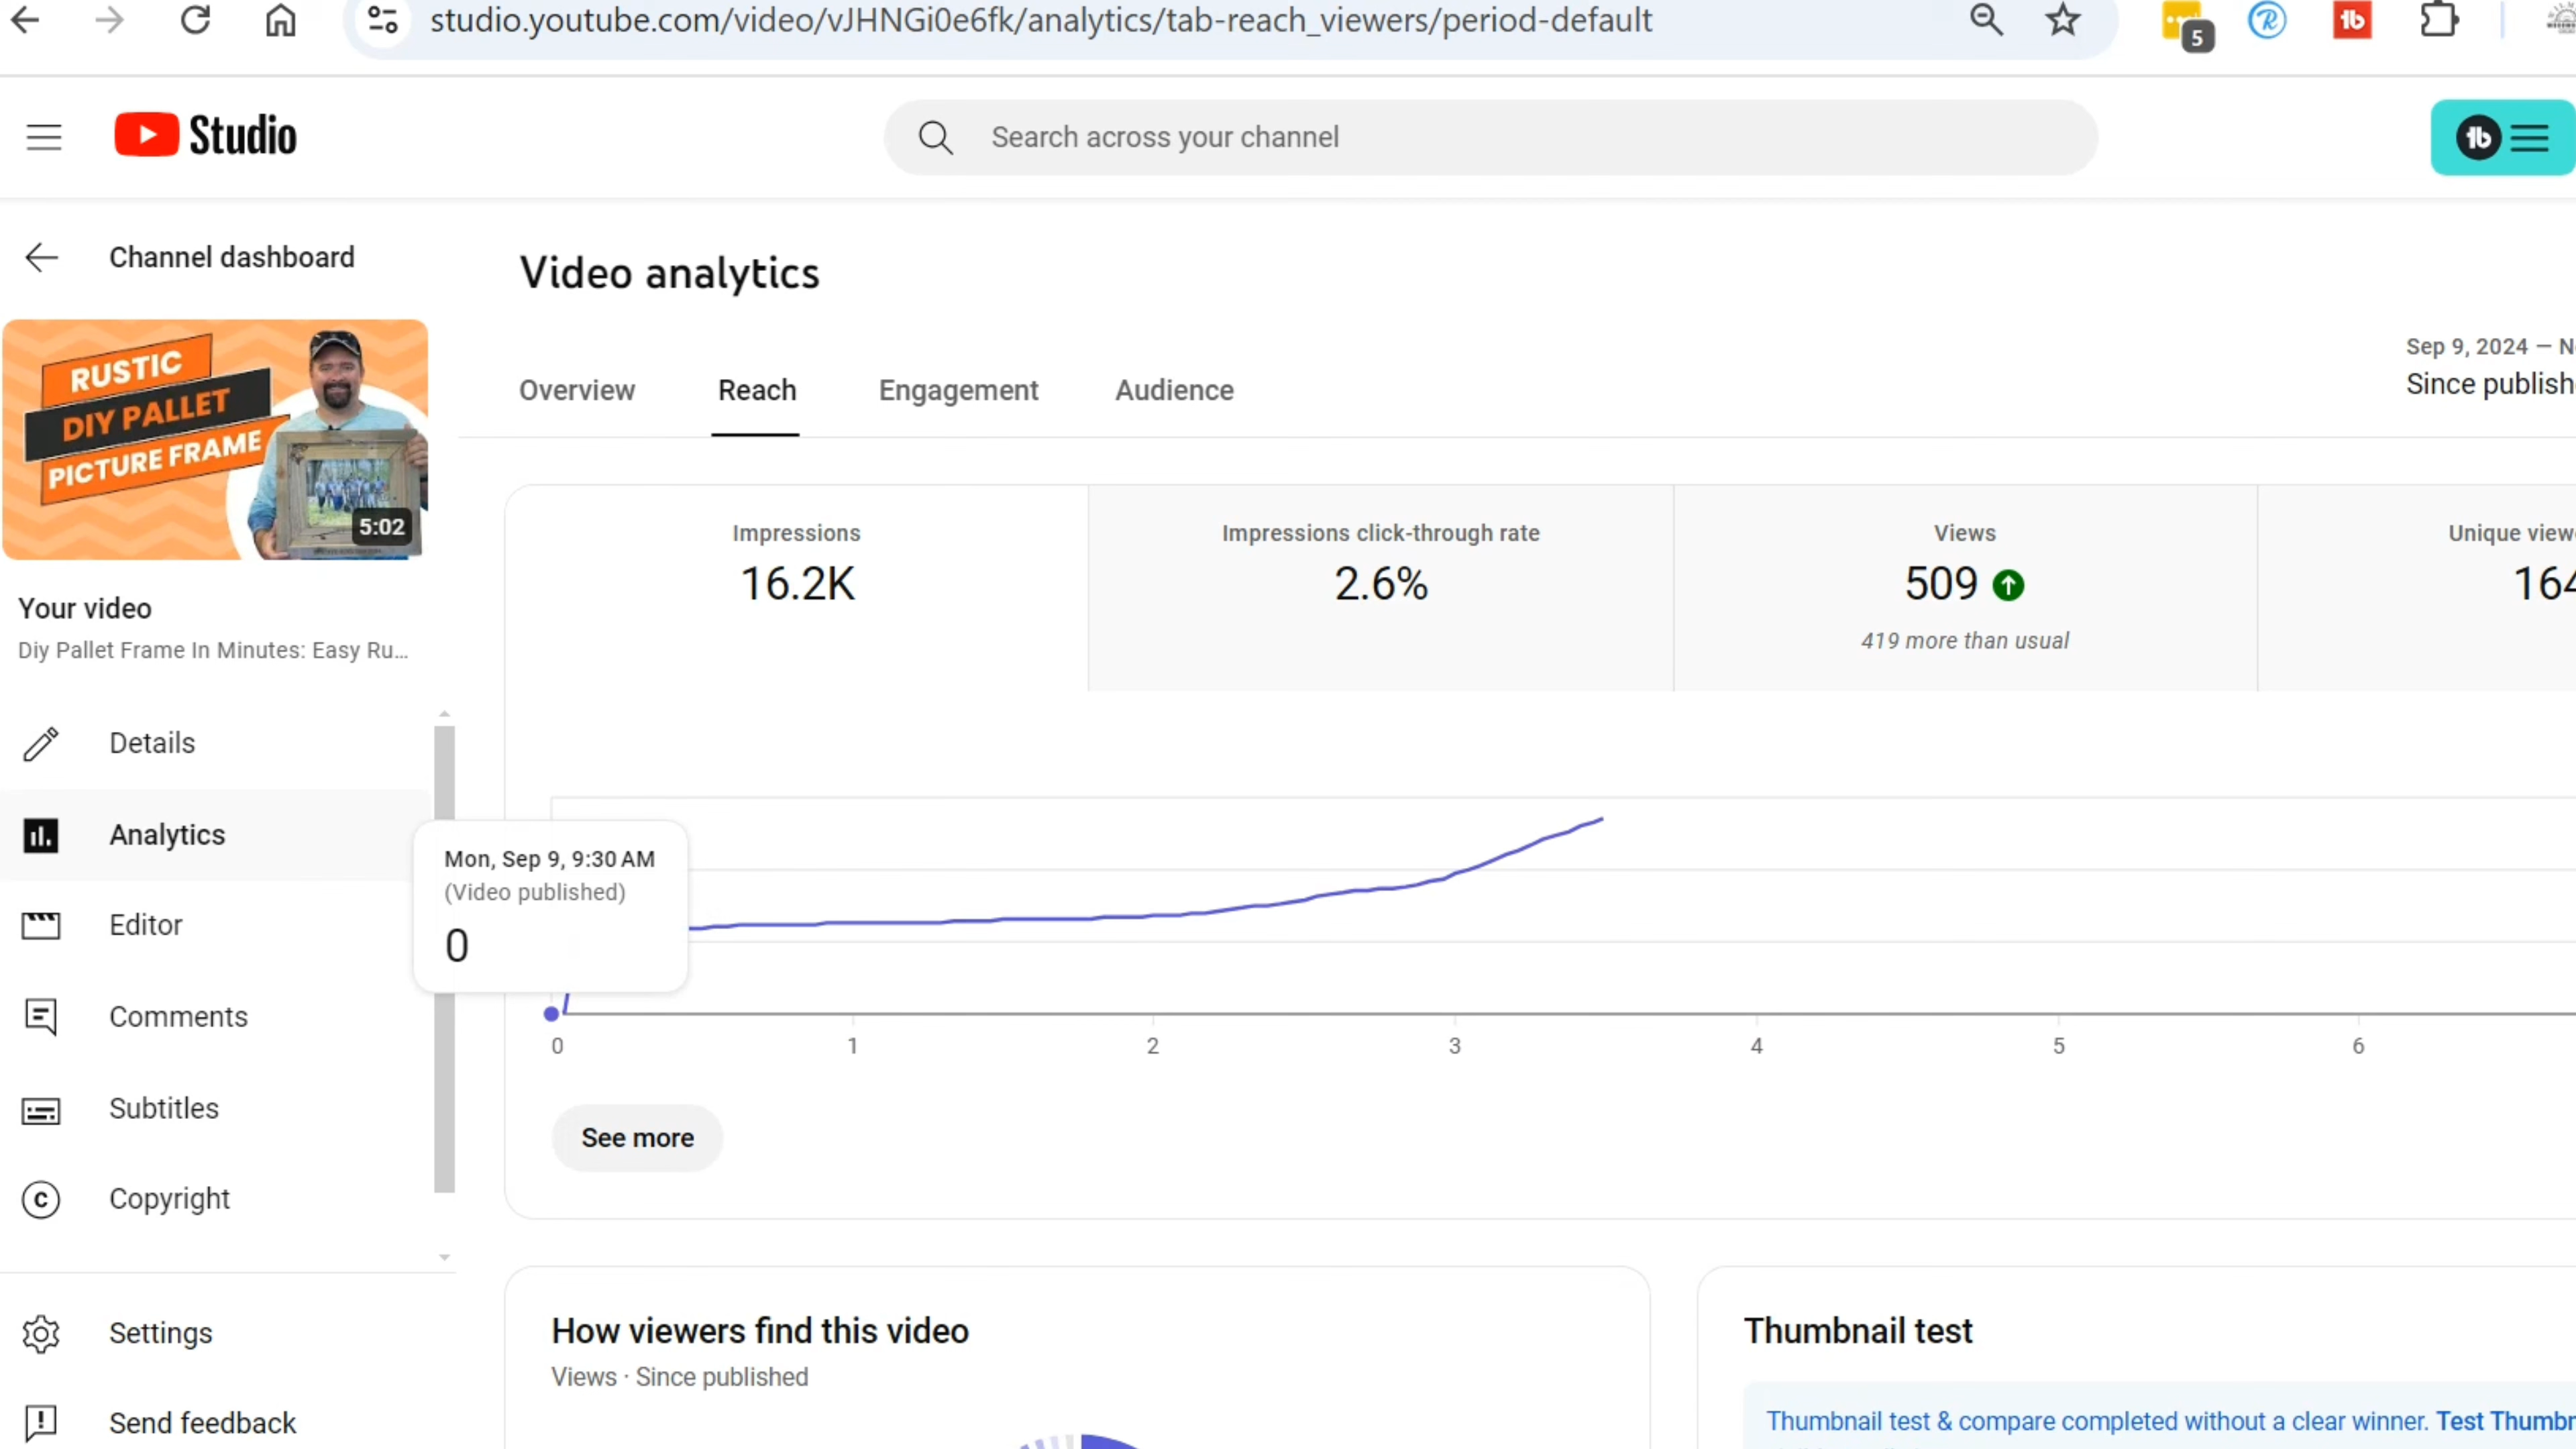 studio.youtube.com/video/vJHNGi0e6fk/analytics/tab-reach_viewers/period-default
5
Studio
Search across your channel
Channel dashboard
RUSTIC
DIY PALLET
PICTURE FRAME
5:02
Your video
Diy Pallet Frame In Minutes: Easy Ru...
Details
Analytics
Editor
Comments
Subtitles
Copyright
Settings
Send feedback
Video analytics
Overview
Reach
Engagement
Audience
Sep 9, 2024 – N
Since publish
Impressions
16.2K
Impressions click-through rate
2.6%
Views
509
419 more than usual
Unique view
164
Mon, Sep 9, 9:30 AM
(Video published)
0
0 1 2 3 4 5 6
See more
How viewers find this video
Views · Since published
Thumbnail test
Thumbnail test & compare completed without a clear winner. Test Thumb